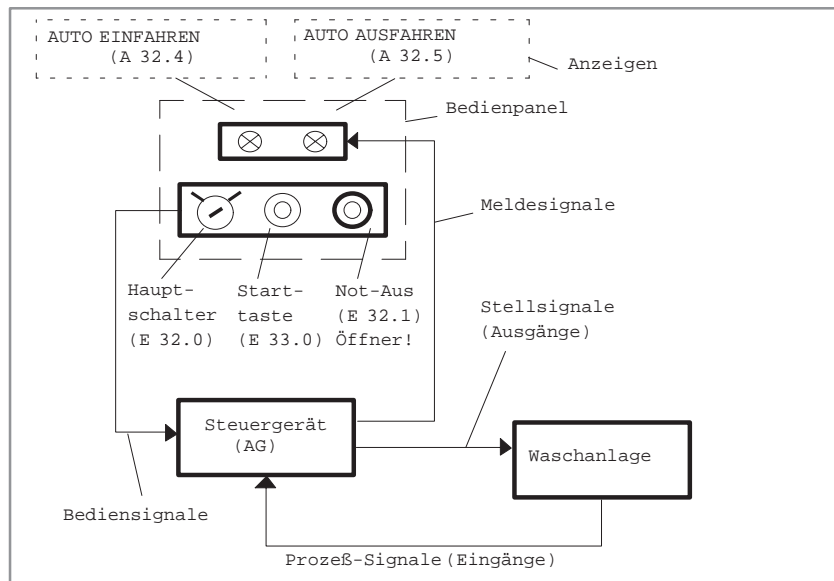 AUTO EINFAHREN
(A 32.4)
AUTO AUSFAHREN
(A 32.5)
Anzeigen
Bedienpanel
Meldesignale
Haupt-
schalter
(E 32.0)
Start-
taste
(E 33.0)
Not-Aus
(E 32.1)
Öffner!
Stellsignale
(Ausgänge)
Steuergerät
(AG)
Waschanlage
Bediensignale
Prozeß-Signale (Eingänge)